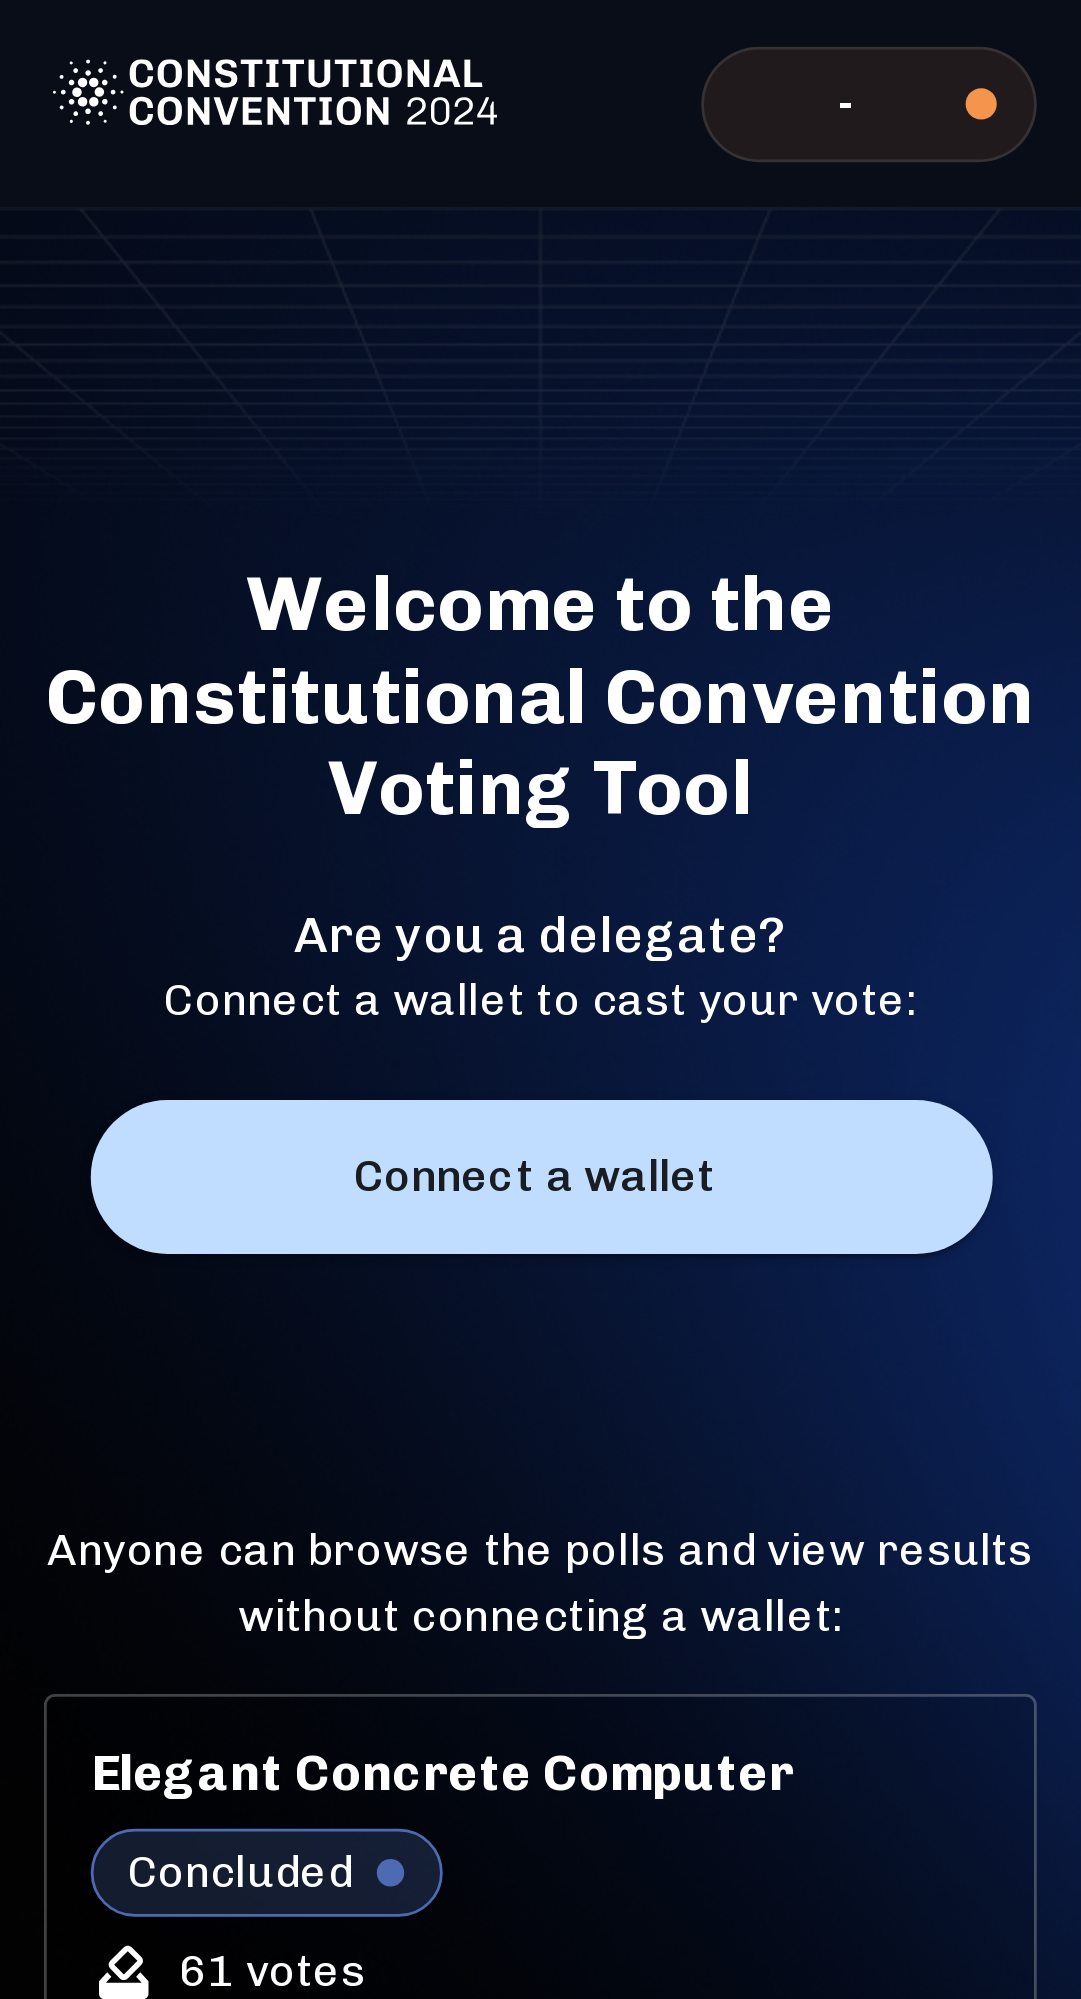 CONSTITUTIONAL
CONVENTION 2024
-
Welcome to the
Constitutional Convention
Voting Tool
Are you a delegate?
Connect a wallet to cast your vote:
Connect a wallet
Anyone can browse the polls and view results
without connecting a wallet:
Elegant Concrete Computer
Concluded
61 votes